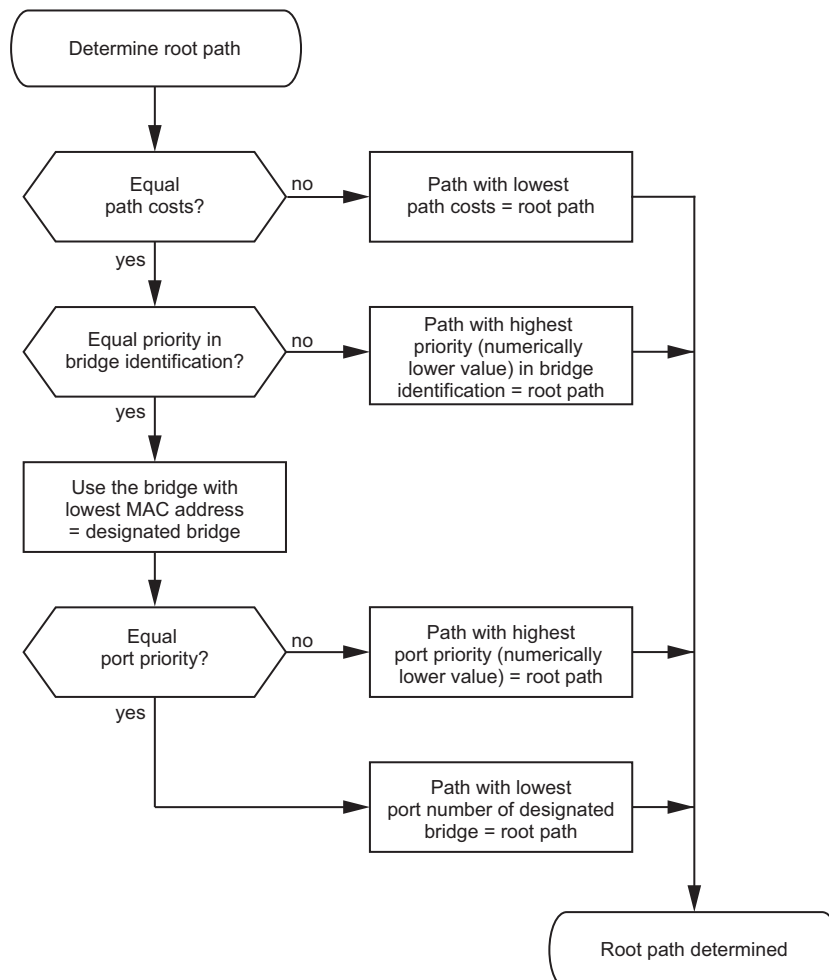 Determine root path
Equal
path costs?
no
Path with lowest
path costs = root path
yes
Equal priority in
bridge identification?
no
Path with highest
priority (numerically
lower value) in bridge
identification = root path
yes
Use the bridge with
lowest MAC address
= designated bridge
Equal
port priority?
no
Path with highest
port priority (numerically
lower value) = root path
yes
Path with lowest
port number of designated
bridge = root path
Root path determined